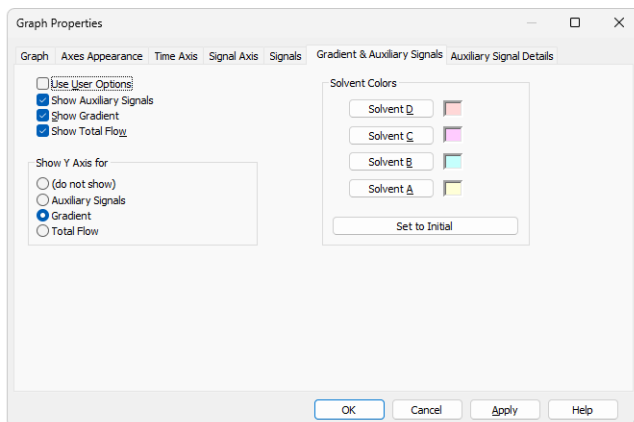 Graph Properties
Graph Axes Appearance Time Axis Signal Axis Signals Gradient & Auxiliary Signals Auxiliary Signal Details
Use User Options
Show Auxiliary Signals
Show Gradient
Show Total Flow
Show Y Axis for
(do not show)
Auxiliary Signals
Gradient
Total Flow
Solvent Colors
Solvent D
Solvent C
Solvent B
Solvent A
Set to Initial
OK Cancel Apply Help